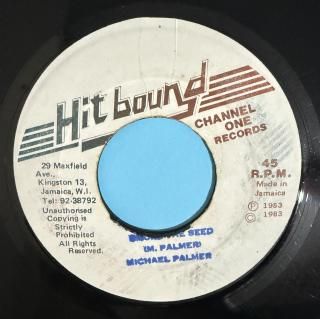 Hit bound
CHANNEL
ONE
RECORDS
29 Maxfield
Ave.,
Kingston 13,
Jamaica, W.I.
Tel: 92-38792
Unauthorised
Copying is
Strictly
Prohibited
All Rights
Reserved.
45
R.P.M.
Made in
Jamaica
Ⓟ 1983
© 1983
SEED
(M. PALMER)
MICHAEL PALMER